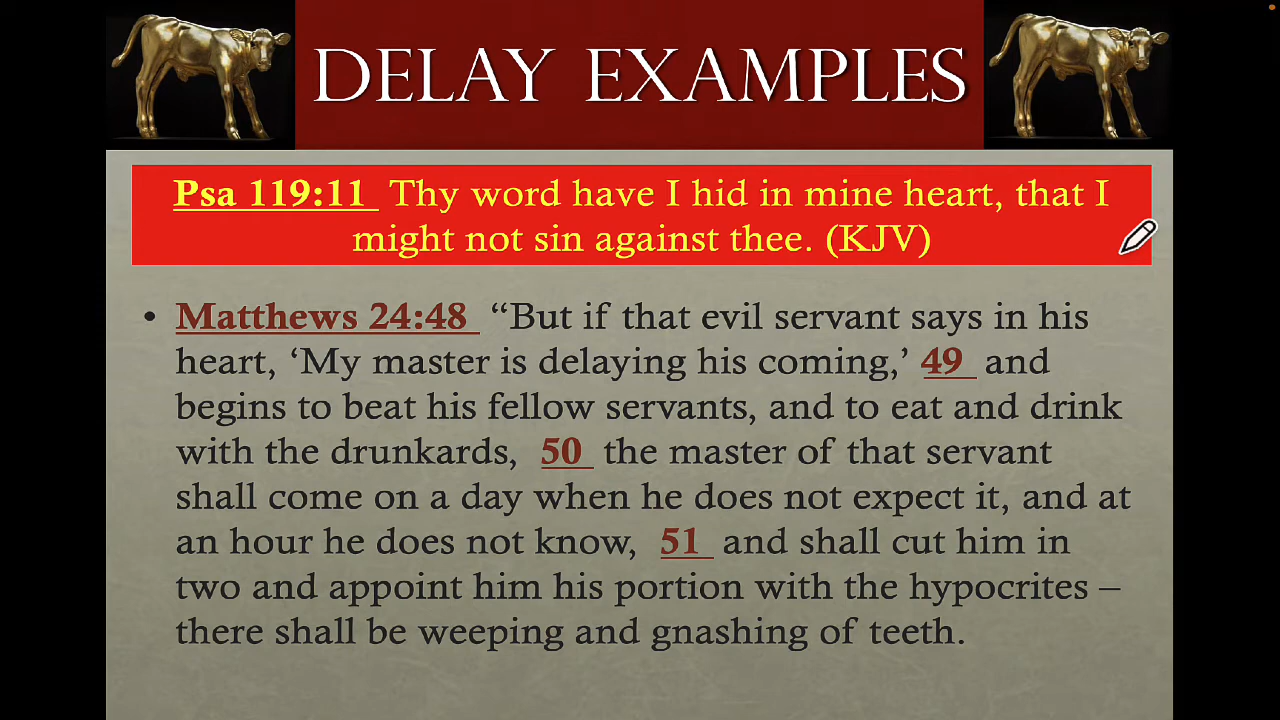 DELAY EXAMPLES
Psa 119:11 Thy word have I hid in mine heart, that I
might not sin against thee. (KJV)
• Matthews 24:48 “But if that evil servant says in his
heart, ‘My master is delaying his coming,’ 49 and
begins to beat his fellow servants, and to eat and drink
with the drunkards, 50 the master of that servant
shall come on a day when he does not expect it, and at
an hour he does not know, 51 and shall cut him in
two and appoint him his portion with the hypocrites –
there shall be weeping and gnashing of teeth.